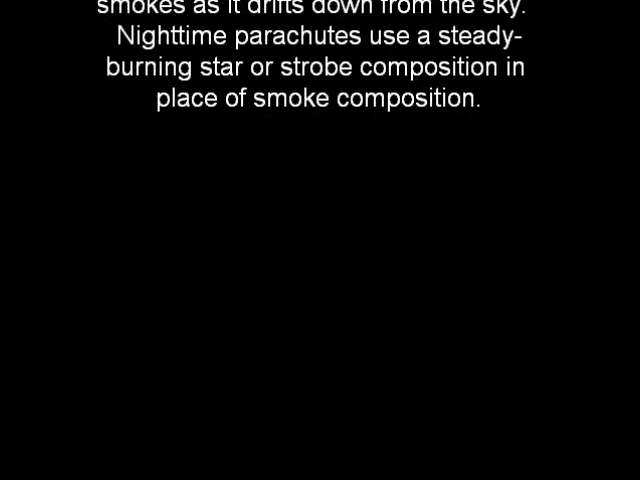 smokes as it drifts down from the sky.
Nighttime parachutes use a steady-
burning star or strobe composition in
place of smoke composition.